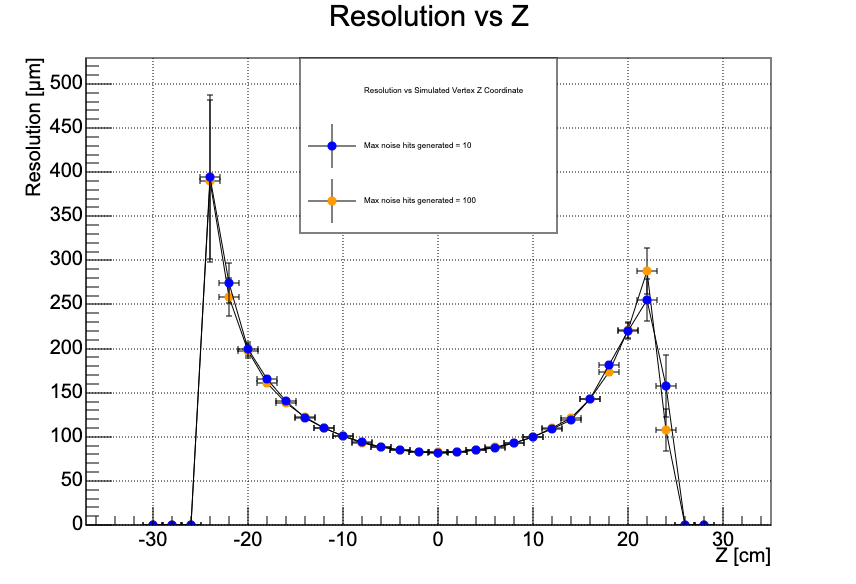 Resolution vs Z
Resolution [µm]
Resolution vs Simulated Vertex Z Coordinate
Max noise hits generated = 10
Max noise hits generated = 100
500
450
400
350
300
250
200
150
100
50
0
-30 -20 -10 0 10 20 30
Z [cm]